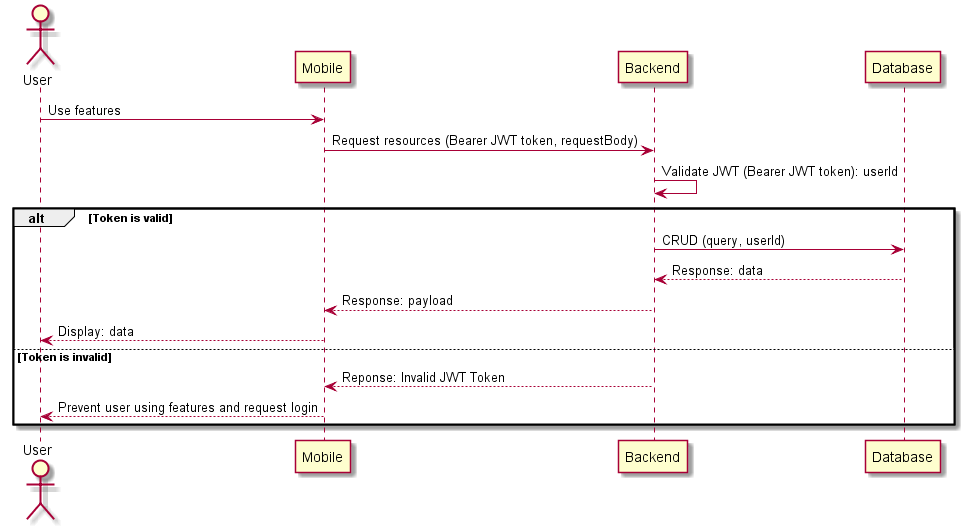 User
Mobile
Backend
Database
Use features
Request resources (Bearer JWT token, requestBody)
Validate JWT (Bearer JWT token): userId
alt [Token is valid]
CRUD (query, userId)
Response: data
Response: payload
Display: data
[Token is invalid]
Reponse: Invalid JWT Token
Prevent user using features and request login
User
Mobile
Backend
Database